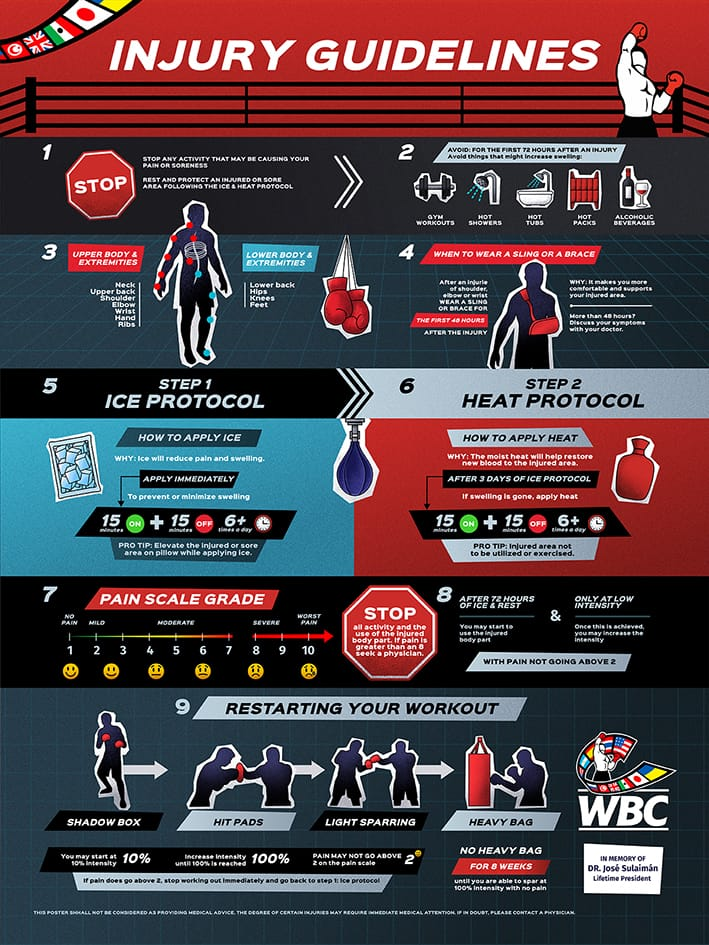 INJURY GUIDELINES
1
STOP
STOP ANY ACTIVITY THAT MAY BE CAUSING YOUR
PAIN OR SORENESS
REST AND PROTECT AN INJURED OR SORE
AREA FOLLOWING THE ICE & HEAT PROTOCOL
2
AVOID: FOR THE FIRST 72 HOURS AFTER AN INJURY
Avoid things that might increase swelling:
GYM
WORKOUTS
HOT
SHOWERS
HOT
TUBS
HOT
PACKS
ALCOHOLIC
BEVERAGES
3
UPPER BODY &
EXTREMITIES
Neck
Upper back
Shoulder
Elbow
Wrist
Hand
Ribs
LOWER BODY &
EXTREMITIES
Lower back
Hips
Knees
Feet
4
WHEN TO WEAR A SLING OR A BRACE
After an injurie
of shoulder,
elbow or wrist
WEAR A SLING
OR BRACE FOR
THE FIRST 48 HOURS
AFTER THE INJURY
WHY: It makes you more
comfortable and supports
your injured area.
More than 48 hours?
Discuss your symptoms
with your doctor.
5
STEP 1
ICE PROTOCOL
HOW TO APPLY ICE
WHY: Ice will reduce pain and swelling.
APPLY IMMEDIATELY
To prevent or minimize swelling
15 minutes ON + 15 minutes OFF 6+ times a day
PRO TIP: Elevate the injured or sore
area on pillow while applying ice.
6
STEP 2
HEAT PROTOCOL
HOW TO APPLY HEAT
WHY: The moist heat will help restore
new blood to the injured area.
AFTER 3 DAYS OF ICE PROTOCOL
If swelling is gone, apply heat
15 minutes ON + 15 minutes OFF 6+ times a day
PRO TIP: Injured area not
to be utilized or exercised.
7
PAIN SCALE GRADE
NO
PAIN
MILD
MODERATE
SEVERE
WORST
PAIN
1 2 3 4 5 6 7 8 9 10
STOP
all activity and the
use of the injured
body part. If pain is
greater than an 8
seek a physician.
8
AFTER 72 HOURS
OF ICE & REST
You may start to
use the injured
body part
&
ONLY AT LOW
INTENSITY
Once this is achieved,
you may increase the
intensity
WITH PAIN NOT GOING ABOVE 2
9
RESTARTING YOUR WORKOUT
SHADOW BOX
HIT PADS
LIGHT SPARRING
HEAVY BAG
You may start at
10% intensity
10%
Increase intensity
until 100% is reached
100%
PAIN MAY NOT GO ABOVE
2 on the pain scale
2
If pain does go above 2, stop working out immediately and go back to step 1: ice protocol
NO HEAVY BAG
FOR 8 WEEKS
until you are able to spar at
100% intensity with no pain
WBC
IN MEMORY OF
DR. José Sulaimán
Lifetime President
THIS POSTER SHHALL NOT BE CONSIDERED AS PROVIDING MEDICAL ADVICE. THE DEGREE OF CERTAIN INJURIES MAY REQUIRE IMMEDIATE MEDICAL ATTENTION. IF IN DOUBT, PLEASE CONTACT A PHYSICIAN.